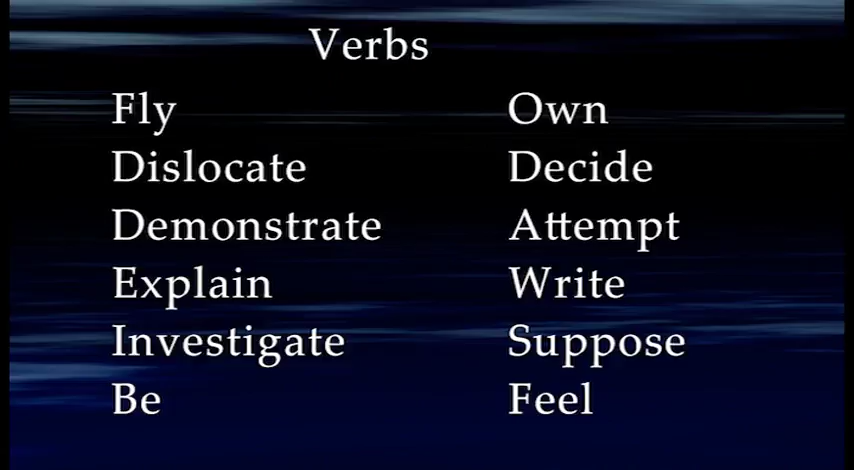 Verbs
Fly
Dislocate
Demonstrate
Explain
Investigate
Be
Own
Decide
Attempt
Write
Suppose
Feel